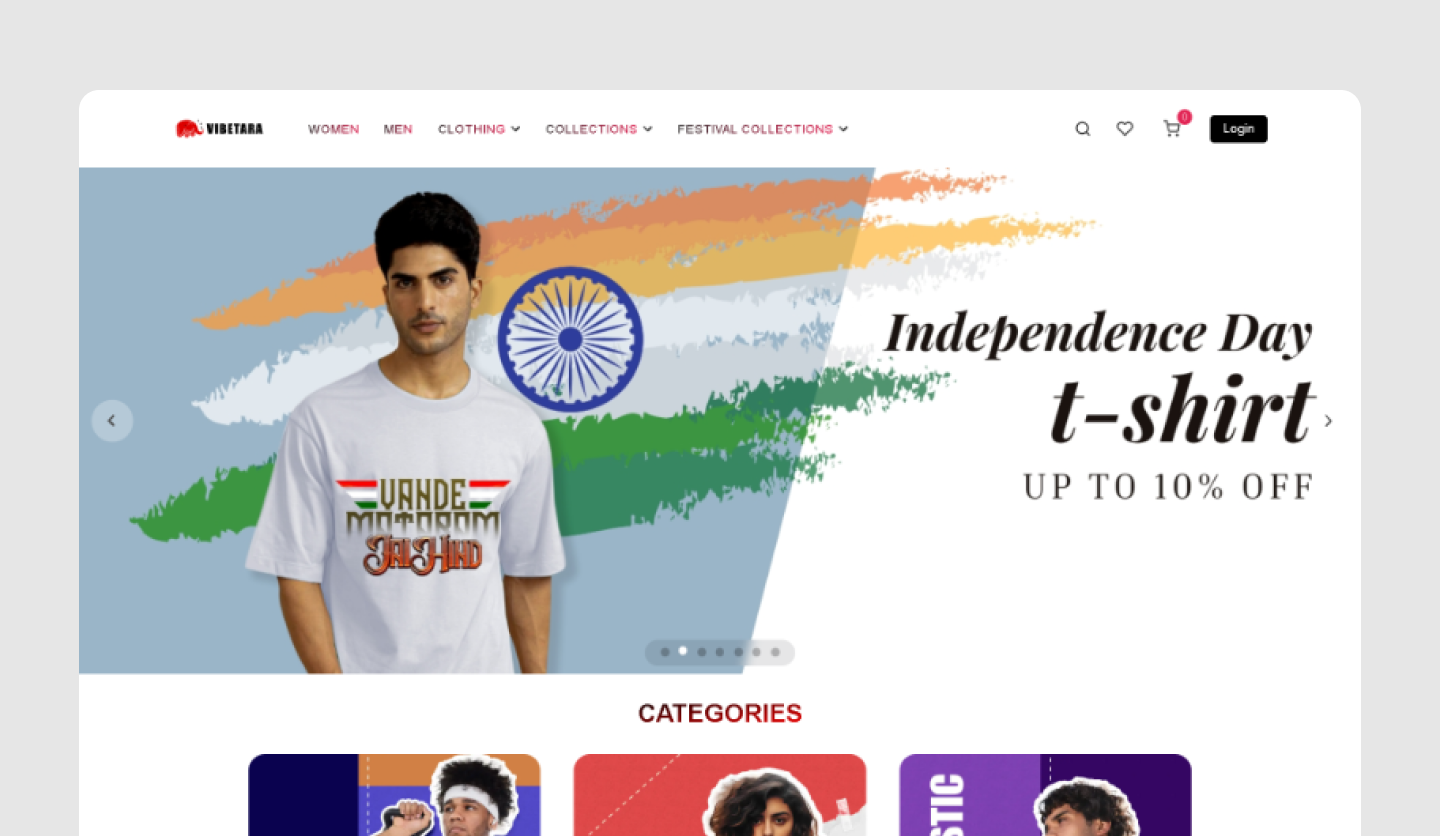 VIBETARA
WOMEN MEN CLOTHING COLLECTIONS FESTIVAL COLLECTIONS
0
Login
Independence Day
t-shirt
UP TO 10% OFF
VANDE
MATARAM
JAI HIND
CATEGORIES
STIC